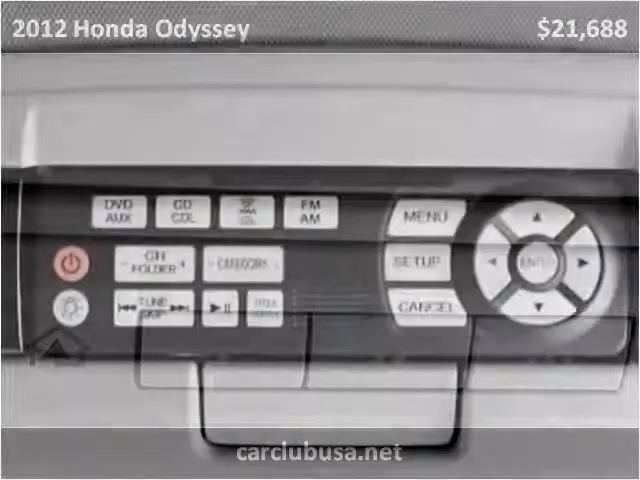 2012 Honda Odyssey $21,688
DVD AUX
CD
FM AM
MENU
CH
- FOLDER +
- CATEGORY
SETUP
TUNE
SKIP
CANCEL
ENTER
carclubusa.net